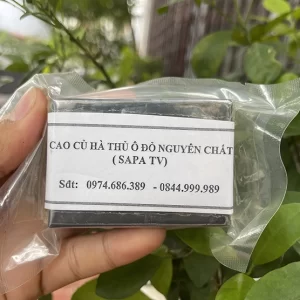 CAO CỦ HÀ THỦ Ô ĐỎ NGUYÊN CHẤT
( SAPA TV)
Sđt: 0974.686.389 - 0844.999.989